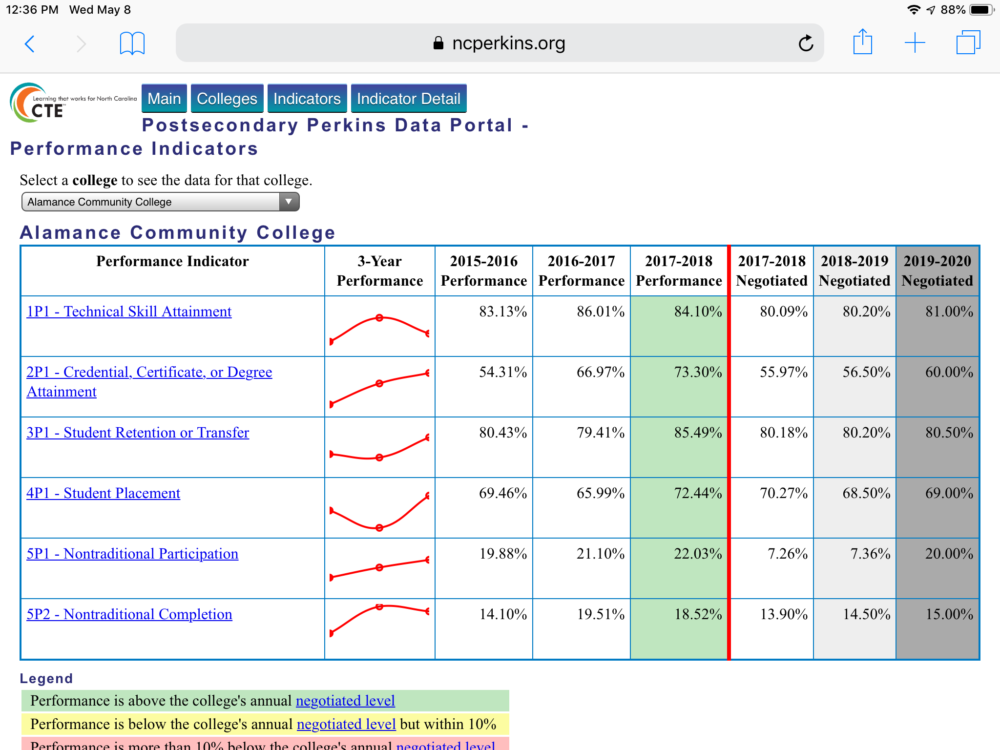 12:36 PM Wed May 8 88%
ncperkins.org
Learning that works for North Carolina
CTE™
Main Colleges Indicators Indicator Detail
Postsecondary Perkins Data Portal -
Performance Indicators
Select a college to see the data for that college.
Alamance Community College
Alamance Community College
Performance Indicator 3-Year 2015-2016 2016-2017 2017-2018 2017-2018 2018-2019 2019-2020
Performance Performance Performance Performance Negotiated Negotiated Negotiated
1P1 - Technical Skill Attainment 83.13% 86.01% 84.10% 80.09% 80.20% 81.00%
2P1 - Credential, Certificate, or Degree 54.31% 66.97% 73.30% 55.97% 56.50% 60.00%
Attainment
3P1 - Student Retention or Transfer 80.43% 79.41% 85.49% 80.18% 80.20% 80.50%
4P1 - Student Placement 69.46% 65.99% 72.44% 70.27% 68.50% 69.00%
5P1 - Nontraditional Participation 19.88% 21.10% 22.03% 7.26% 7.36% 20.00%
5P2 - Nontraditional Completion 14.10% 19.51% 18.52% 13.90% 14.50% 15.00%
Legend
Performance is above the college's annual negotiated level
Performance is below the college's annual negotiated level but within 10%
Performance is more than 10% below the college's annual negotiated level